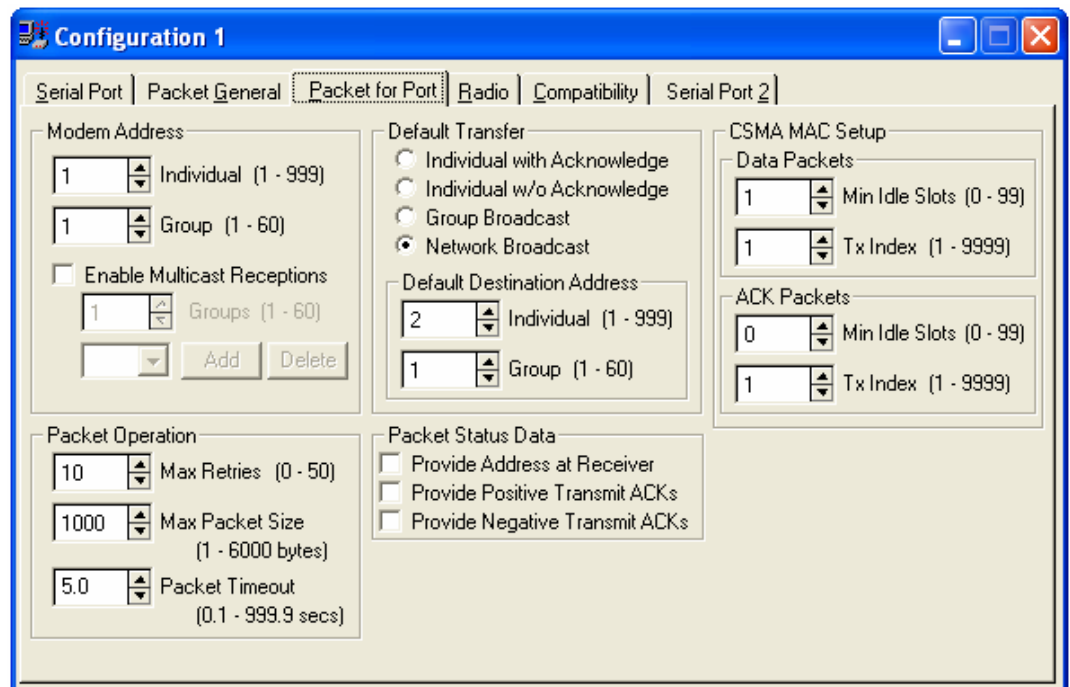 Configuration 1
Serial Port Packet General Packet for Port Radio Compatibility Serial Port 2
Modem Address
1 Individual (1 - 999)
1 Group (1 - 60)
Enable Multicast Receptions
1 Groups (1 - 60)
Add Delete
Default Transfer
Individual with Acknowledge
Individual w/o Acknowledge
Group Broadcast
Network Broadcast
Default Destination Address
2 Individual (1 - 999)
1 Group (1 - 60)
CSMA MAC Setup
Data Packets
1 Min Idle Slots (0 - 99)
1 Tx Index (1 - 9999)
ACK Packets
0 Min Idle Slots (0 - 99)
1 Tx Index (1 - 9999)
Packet Operation
10 Max Retries (0 - 50)
1000 Max Packet Size
(1 - 6000 bytes)
5.0 Packet Timeout
(0.1 - 999.9 secs)
Packet Status Data
Provide Address at Receiver
Provide Positive Transmit ACKs
Provide Negative Transmit ACKs